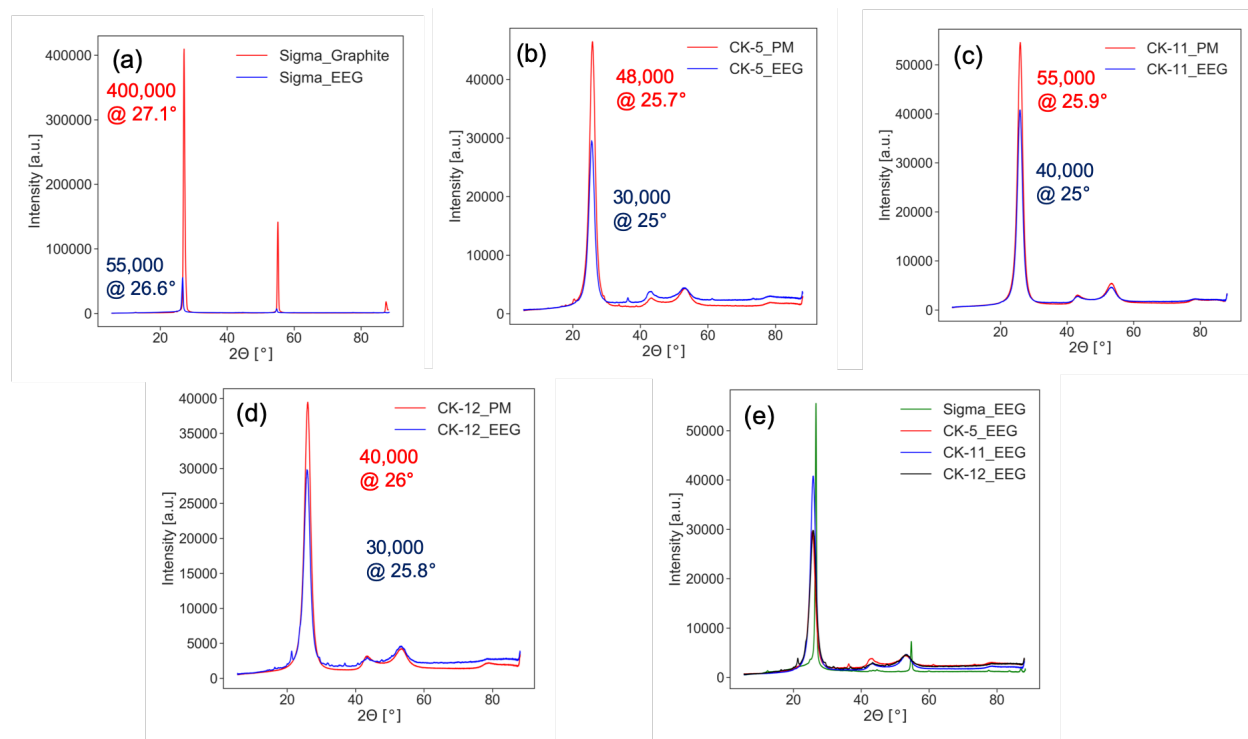 (a)
Sigma_Graphite
Sigma_EEG
400,000
@ 27.1°
55,000
@ 26.6°
Intensity [a.u.]
400000
300000
200000
100000
0
20 40 60 80
2Θ [°]
(b)
CK-5_PM
CK-5_EEG
48,000
@ 25.7°
30,000
@ 25°
Intensity [a.u.]
40000
30000
20000
10000
0
20 40 60 80
2Θ [°]
(c)
CK-11_PM
CK-11_EEG
55,000
@ 25.9°
40,000
@ 25°
Intensity [a.u.]
50000
40000
30000
20000
10000
0
20 40 60 80
2Θ [°]
(d)
CK-12_PM
CK-12_EEG
40,000
@ 26°
30,000
@ 25.8°
Intensity [a.u.]
40000
35000
30000
25000
20000
15000
10000
5000
0
20 40 60 80
2Θ [°]
(e)
Sigma_EEG
CK-5_EEG
CK-11_EEG
CK-12_EEG
Intensity [a.u.]
50000
40000
30000
20000
10000
0
20 40 60 80
2Θ [°]